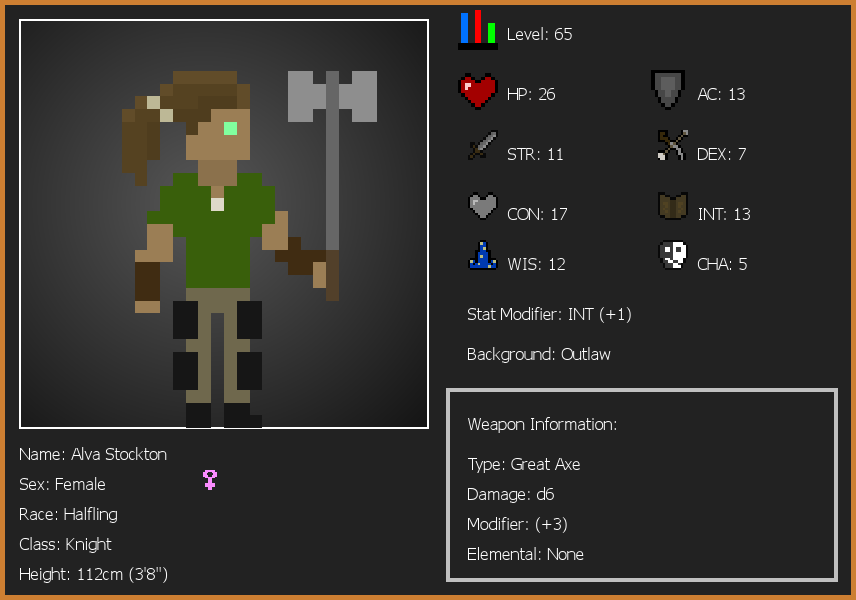 Level: 65
HP: 26
AC: 13
STR: 11
DEX: 7
CON: 17
INT: 13
WIS: 12
CHA: 5
Stat Modifier: INT (+1)
Background: Outlaw
Weapon Information:
Type: Great Axe
Damage: d6
Modifier: (+3)
Elemental: None
Name: Alva Stockton
Sex: Female
Race: Halfling
Class: Knight
Height: 112cm (3'8")